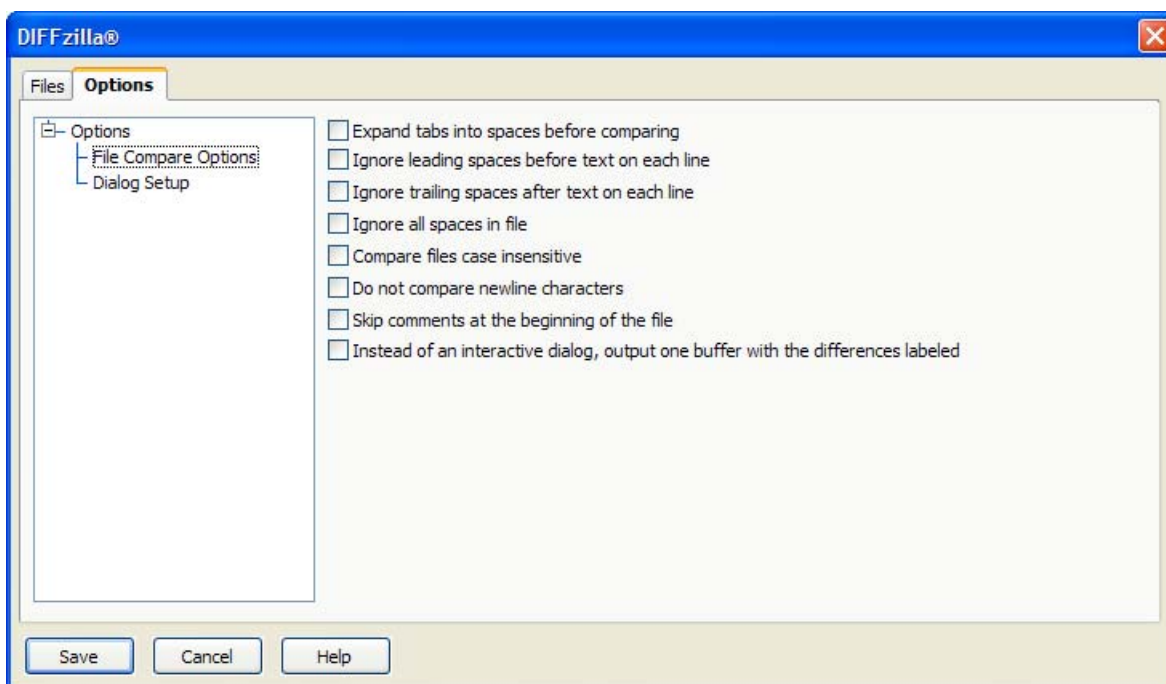 DIFFzilla®
Files Options
Options
File Compare Options
Dialog Setup
Expand tabs into spaces before comparing
Ignore leading spaces before text on each line
Ignore trailing spaces after text on each line
Ignore all spaces in file
Compare files case insensitive
Do not compare newline characters
Skip comments at the beginning of the file
Instead of an interactive dialog, output one buffer with the differences labeled
Save Cancel Help